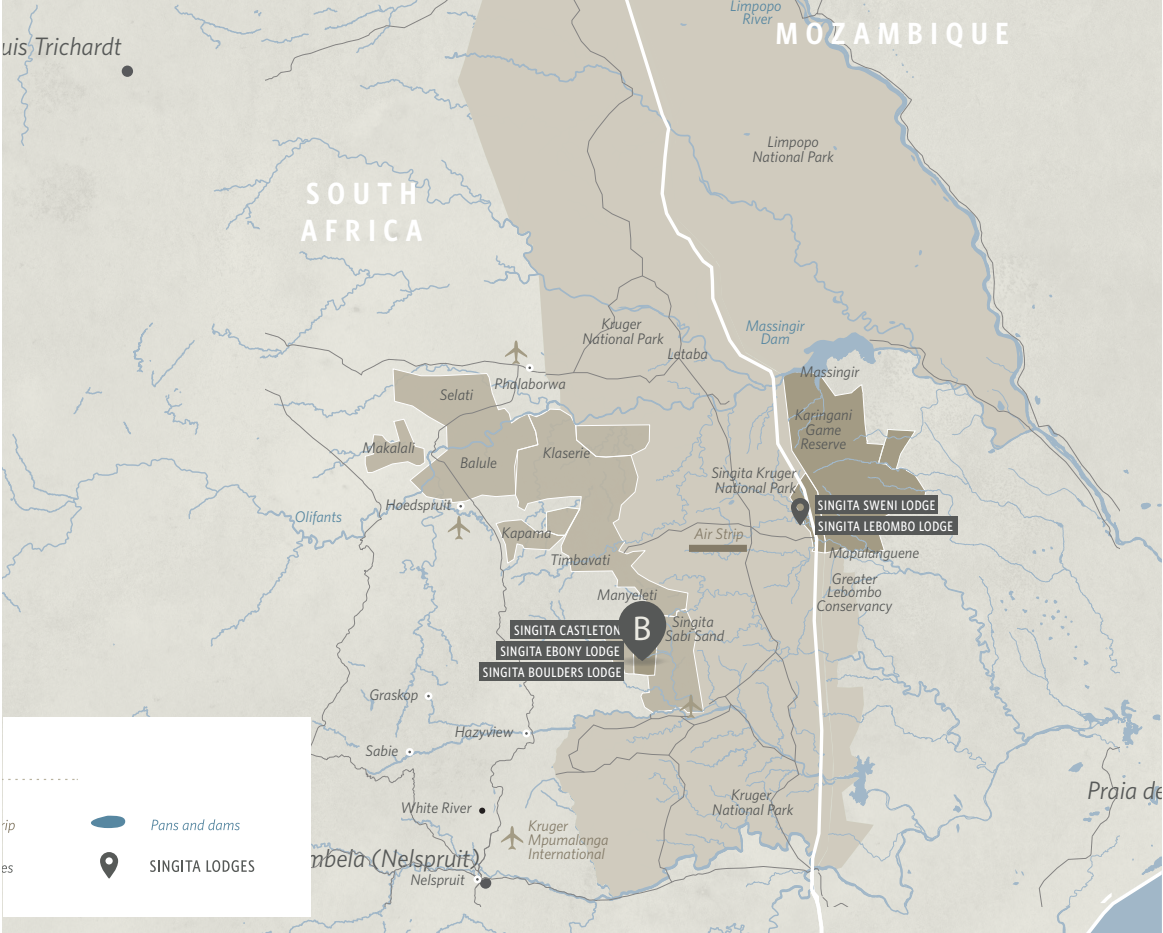 Limpopo
River
MOZAMBIQUE
uis Trichardt
Limpopo
National Park
SOUTH
AFRICA
Kruger
National Park
Massingir
Dam
Letaba
Massingir
Phalaborwa
Selati
Karingani
Game
Reserve
Makalali
Balule
Klaserie
Singita Kruger
National Park
Hoedspruit
SINGITA SWENI LODGE
SINGITA LEBOMBO LODGE
Olifants
Kapama
Air Strip
Mapulanguene
Timbavati
Greater
Lebombo
Conservancy
Manyeleti
SINGITA CASTLETON
B
Singita
Sabi Sand
SINGITA EBONY LODGE
SINGITA BOULDERS LODGE
Graskop
Hazyview
Sabie
Kruger
National Park
Praia de
White River
rip
Pans and dams
Kruger
Mpumalanga
International
es
SINGITA LODGES
mbela (Nelspruit)
Nelspruit